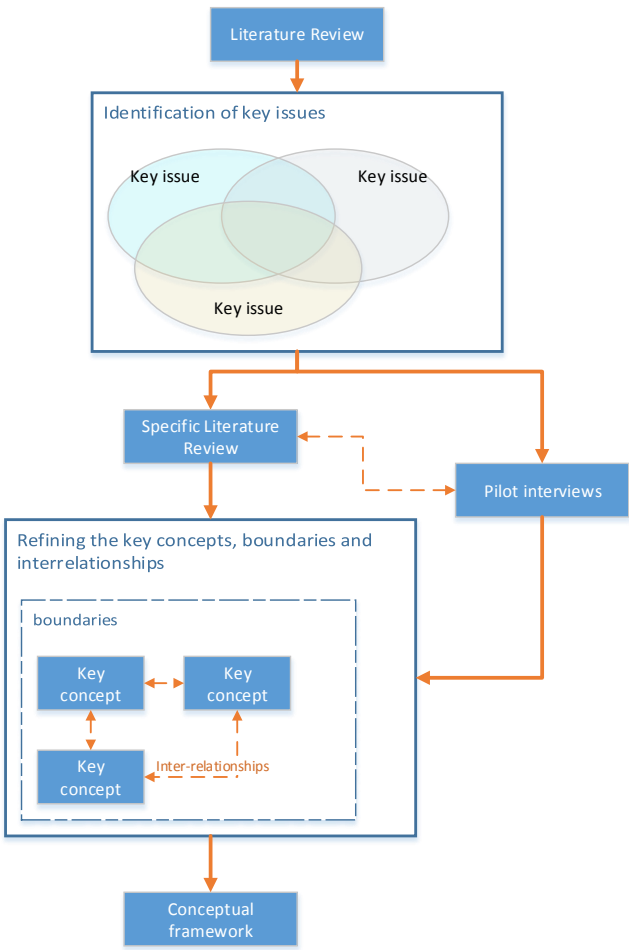 Literature Review
Identification of key issues
Key issue
Key issue
Key issue
Specific Literature
Review
Pilot interviews
Refining the key concepts, boundaries and
interrelationships
boundaries
Key
concept
Key
concept
Inter-relationships
Key
concept
Conceptual
framework